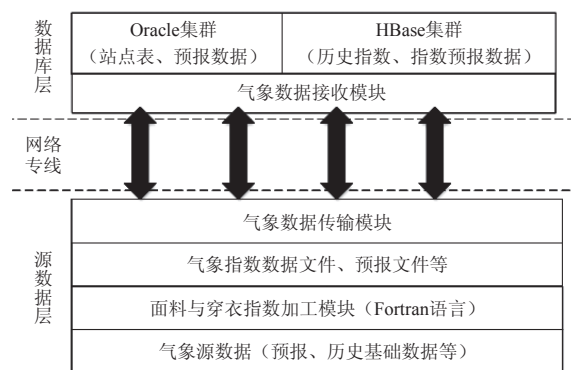 数据库层
Oracle集群
（站点表、预报数据）
HBase集群
（历史指数、指数预报数据）
气象数据接收模块
网络
专线
源数据层
气象数据传输模块
气象指数数据文件、预报文件等
面料与穿衣指数加工模块（Fortran语言）
气象源数据（预报、历史基础数据等）